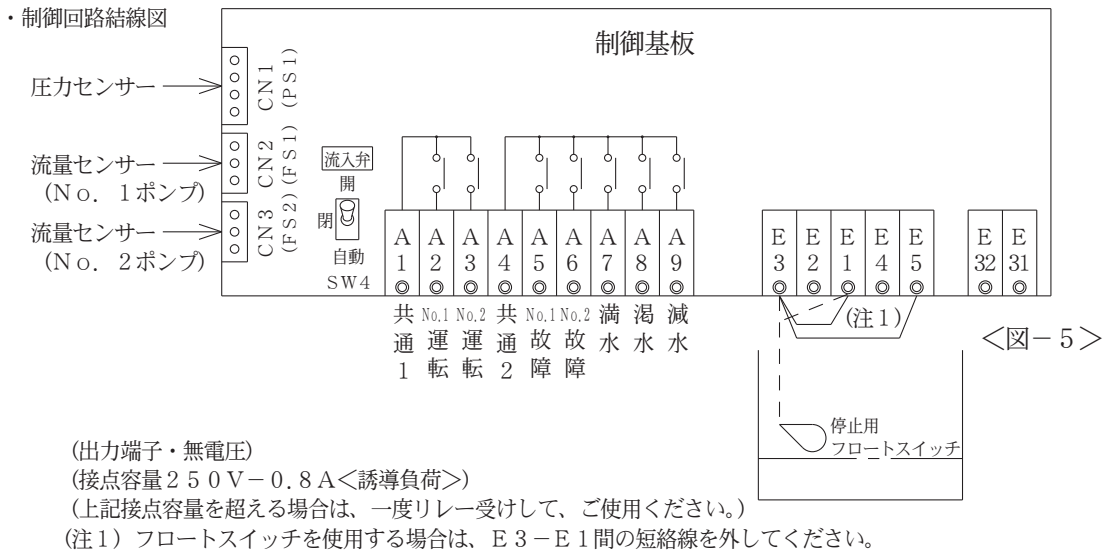 ・制御回路結線図
制御基板
圧力センサー
CN1
(PS1)
流量センサー
(No. 1ポンプ)
CN2
(FS1)
流量センサー
(No. 2ポンプ)
CN3
(FS2)
流入弁
開
閉
自動
SW4
A1 A2 A3 A4 A5 A6 A7 A8 A9
E3 E2 E1 E4 E5 E32 E31
共通1 No.1運転 No.2運転 共通2 No.1故障 No.2故障 満水 渇水 減水
(注1)
<図-5>
停止用
フロートスイッチ
(出力端子・無電圧)
(接点容量250V-0.8A<誘導負荷>)
(上記接点容量を超える場合は、一度リレー受けして、ご使用ください。)
(注1) フロートスイッチを使用する場合は、E3-E1間の短絡線を外してください。